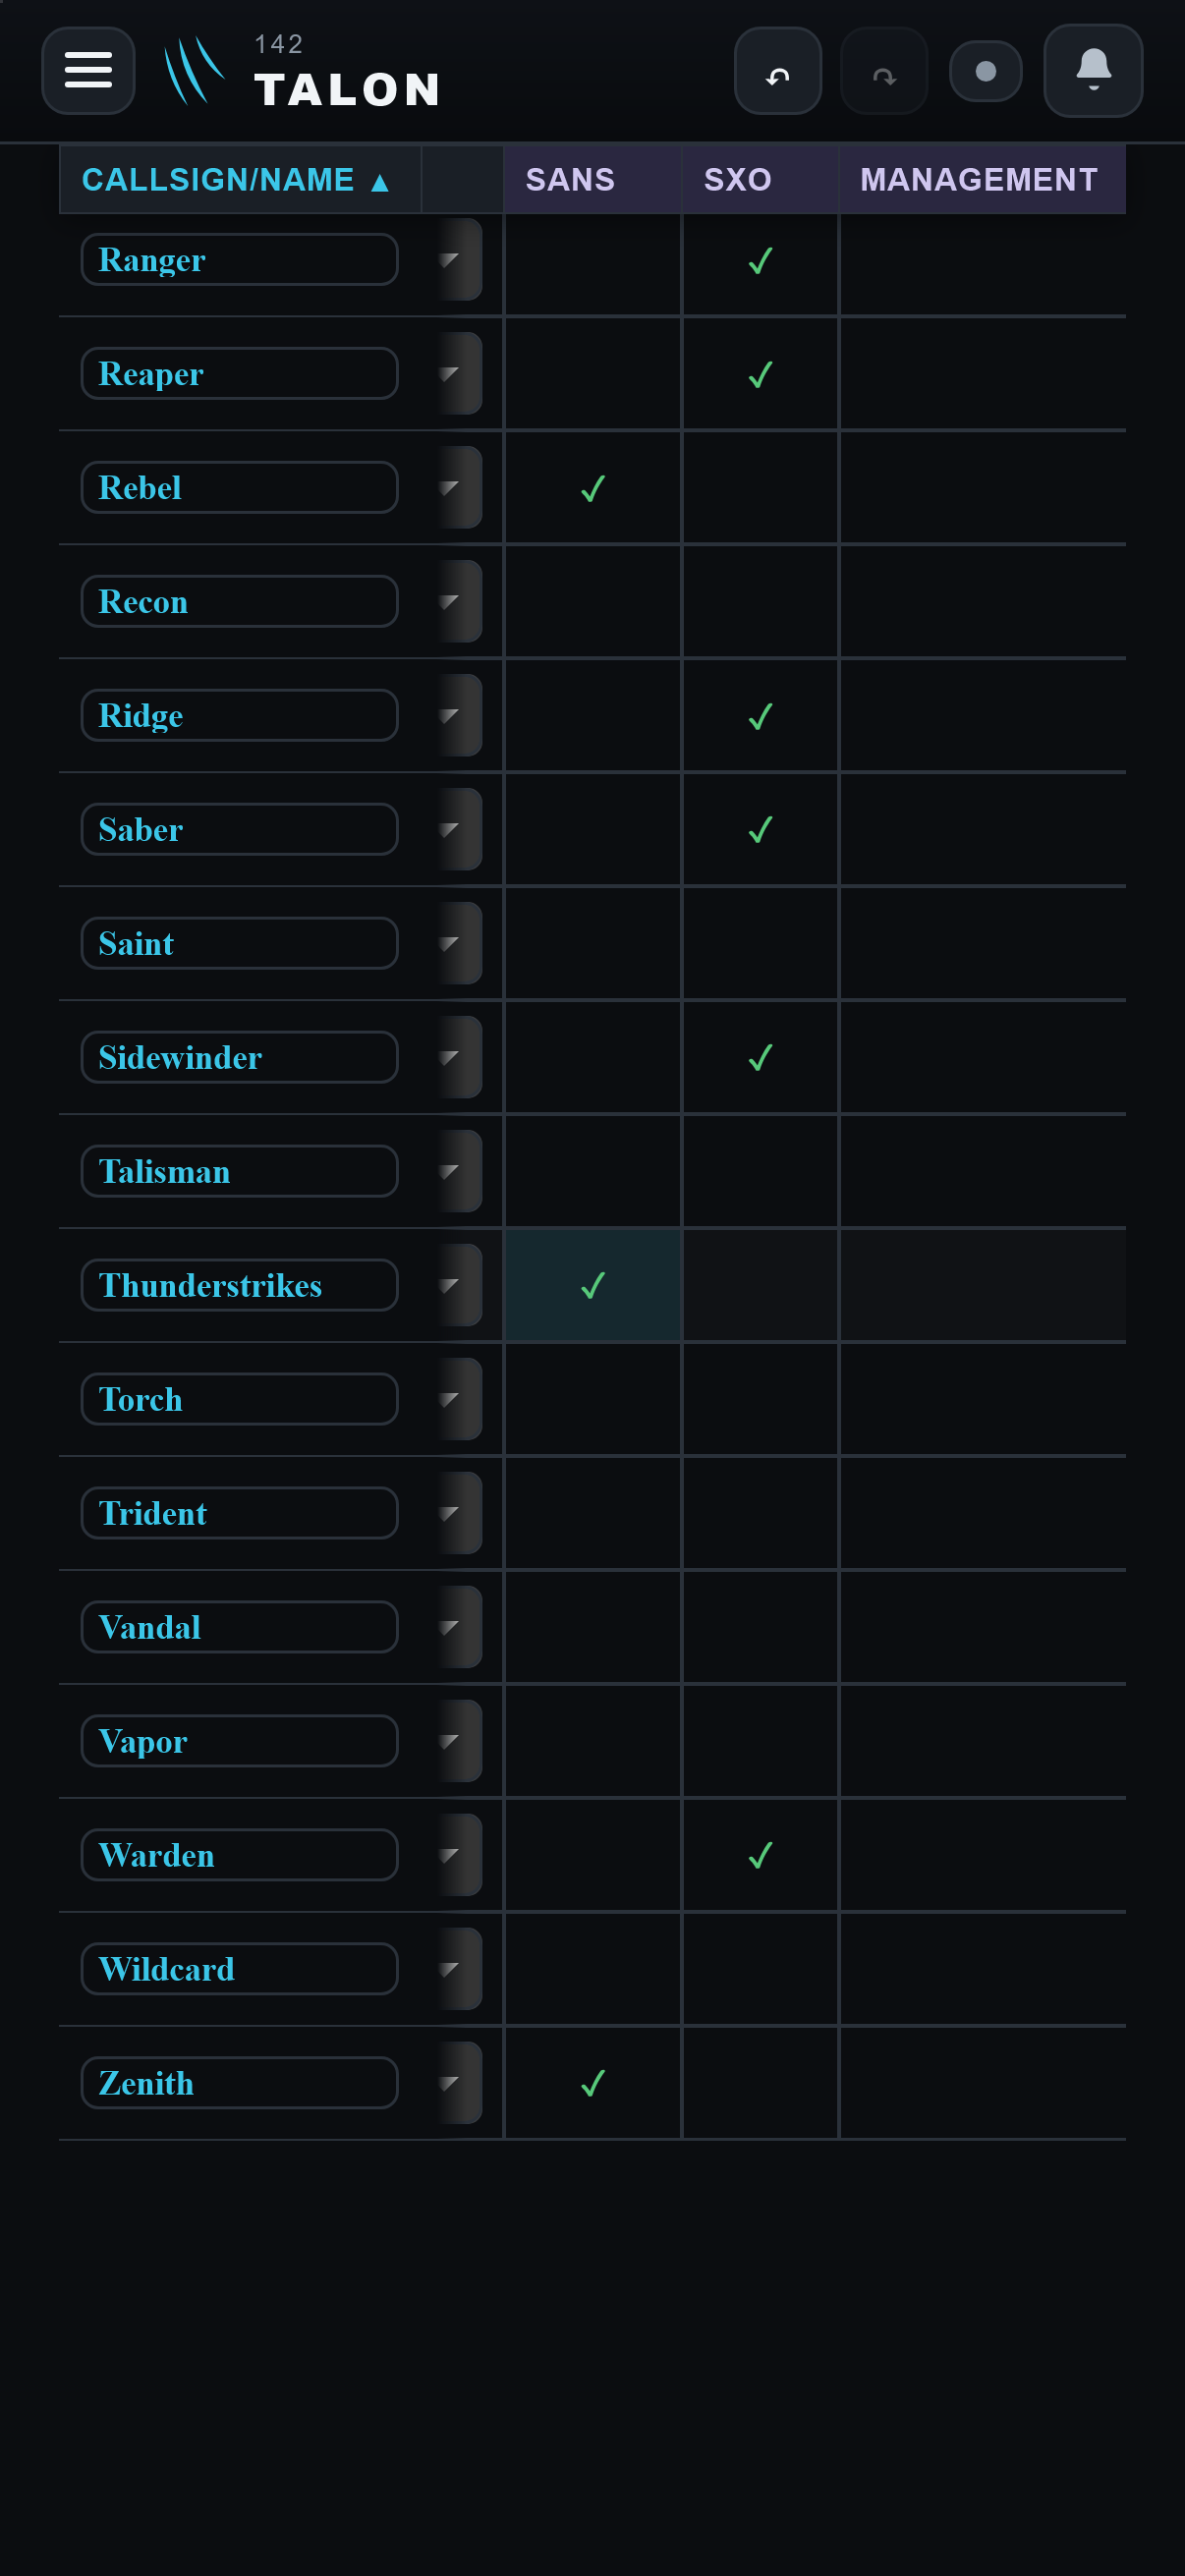 142
TALON
CALLSIGN/NAME ▲ SANS SXO MANAGEMENT
Ranger ✓
Reaper ✓
Rebel ✓
Recon
Ridge ✓
Saber ✓
Saint
Sidewinder ✓
Talisman
Thunderstrikes ✓
Torch
Trident
Vandal
Vapor
Warden ✓
Wildcard
Zenith ✓